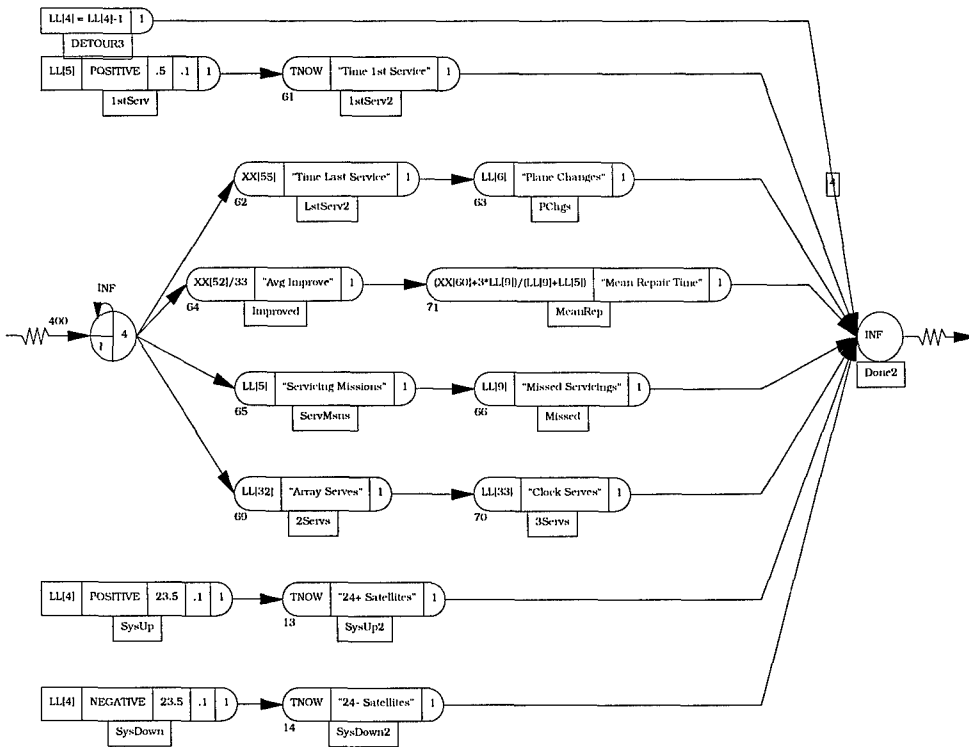 LL[4] = LL[4]-1 1
DETOUR3
LL[5] POSITIVE .5 .1 1
1stServ
TNOW "Time 1st Service" 1
61
1stServ2
XX[55] "Time Last Service" 1
62
LstServ2
LL[6] "Plane Changes" 1
63
PChgs
4
INF
XX[52]/33 "Avg Improve" 1
64
Improved
(XX[60]+3*LL[9])/(LL[9]+LL[5]) "Mean Repair Time" 1
71
MeanRep
400
1
4
INF
Done2
LL[5] "Servicing Missions" 1
65
ServMsns
LL[9] "Missed Servicings" 1
66
Missed
LL[32] "Array Serves" 1
69
2Servs
LL[33] "Clock Serves" 1
70
3Servs
LL[4] POSITIVE 23.5 .1 1
SysUp
TNOW "24+ Satellites" 1
13
SysUp2
LL[4] NEGATIVE 23.5 .1 1
SysDown
TNOW "24- Satellites" 1
14
SysDown2